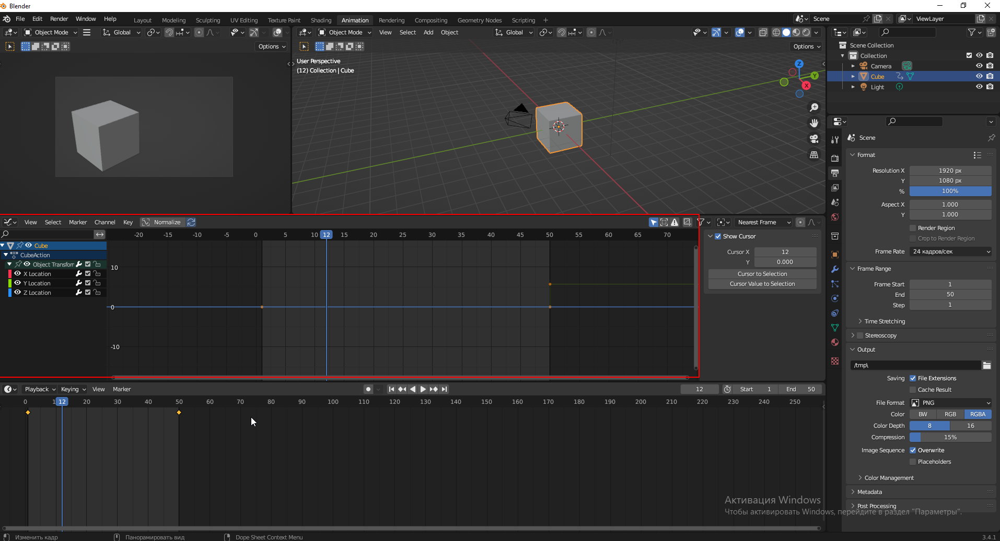 Blender
File Edit Render Window Help Layout Modeling Sculpting UV Editing Texture Paint Shading Animation Rendering Compositing Geometry Nodes Scripting + Scene ViewLayer
Object Mode Global Object Mode View Select Add Object Global
Options Options
User Perspective
(12) Collection | Cube
Z
Y
X
Scene Collection
Collection
Camera
Cube
Light
Scene
Format
Resolution X 1920 px
Y 1080 px
% 100%
Aspect X 1.000
Y 1.000
Render Region
Crop to Render Region
Frame Rate 24 кадров/сек
Frame Range
Frame Start 1
End 50
Step 1
Time Stretching
Stereoscopy
Output
/tmp\
Saving File Extensions
Cache Result
File Format PNG
Color BW RGB RGBA
Color Depth 8 16
Compression 15%
Image Sequence Overwrite
Placeholders
Color Management
Metadata
Post Processing
View Select Marker Channel Key Normalize Nearest Frame
-20 -15 -10 -5 0 5 10 12 15 20 25 30 35 40 45 50 55 60 65 70
Cube
CubeAction
Object Transfor
X Location
Y Location
Z Location
10
0
-10
Show Cursor
Cursor X 12
Y 0.000
Cursor to Selection
Cursor Value to Selection
Playback Keying View Marker 12 Start 1 End 50
0 1 12 20 30 40 50 60 70 80 90 100 110 120 130 140 150 160 170 180 190 200 210 220 230 240 250
Активация Windows
Чтобы активировать Windows, перейдите в раздел "Параметры".
Изменить кадр Панорамировать вид Dope Sheet Context Menu 3.4.1